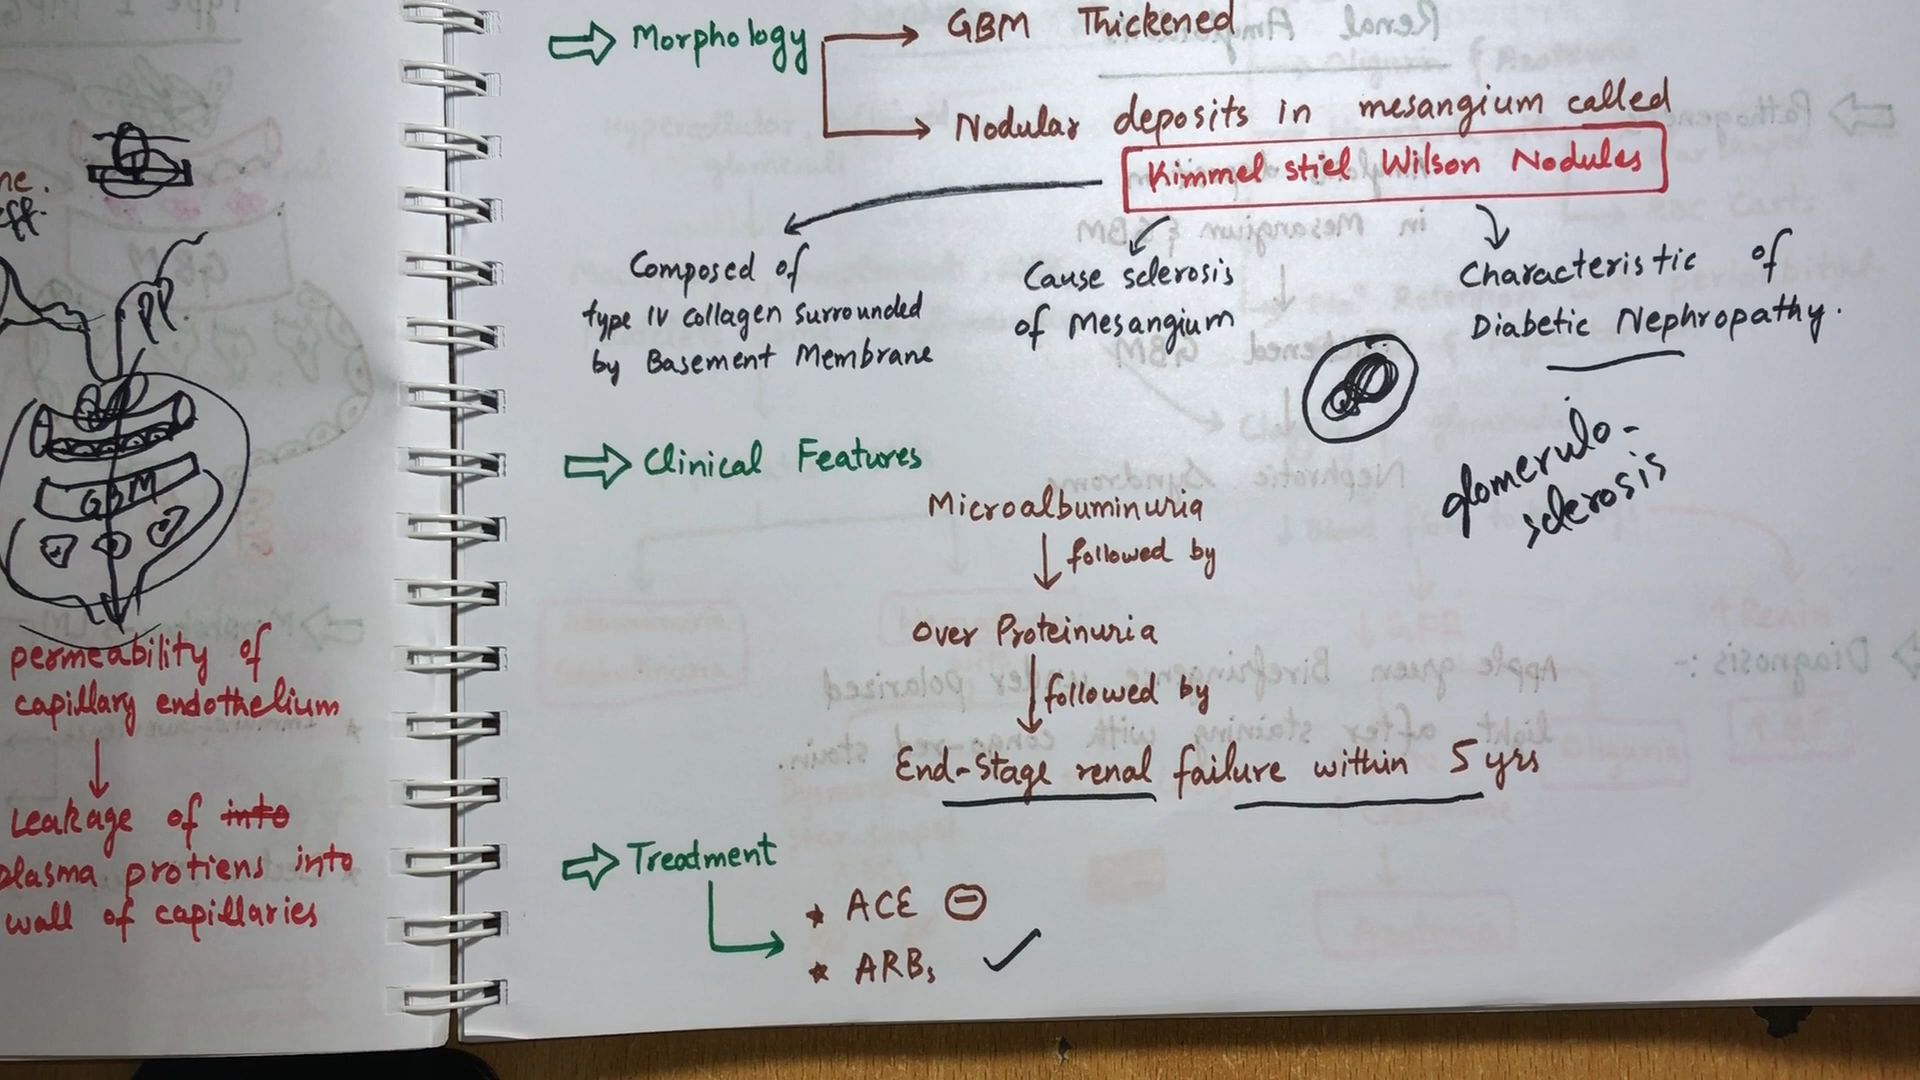 ne.
eff.
PP.
GBM
permeability of
capillary endothelium
Leakage of into
plasma protiens into
wall of capillaries
Morphology
GBM Thickened
Nodular deposits in mesangium called
Kimmel stiel Wilson Nodules
Composed of
type IV collagen surrounded
by Basement Membrane
Cause sclerosis
of Mesangium
Characteristic of
Diabetic Nephropathy.
glomerulo-
sclerosis
Clinical Features
Microalbuminuria
followed by
Over Proteinuria
followed by
End-Stage renal failure within 5 yrs
Treatment
* ACE ⊖
* ARBs ✓